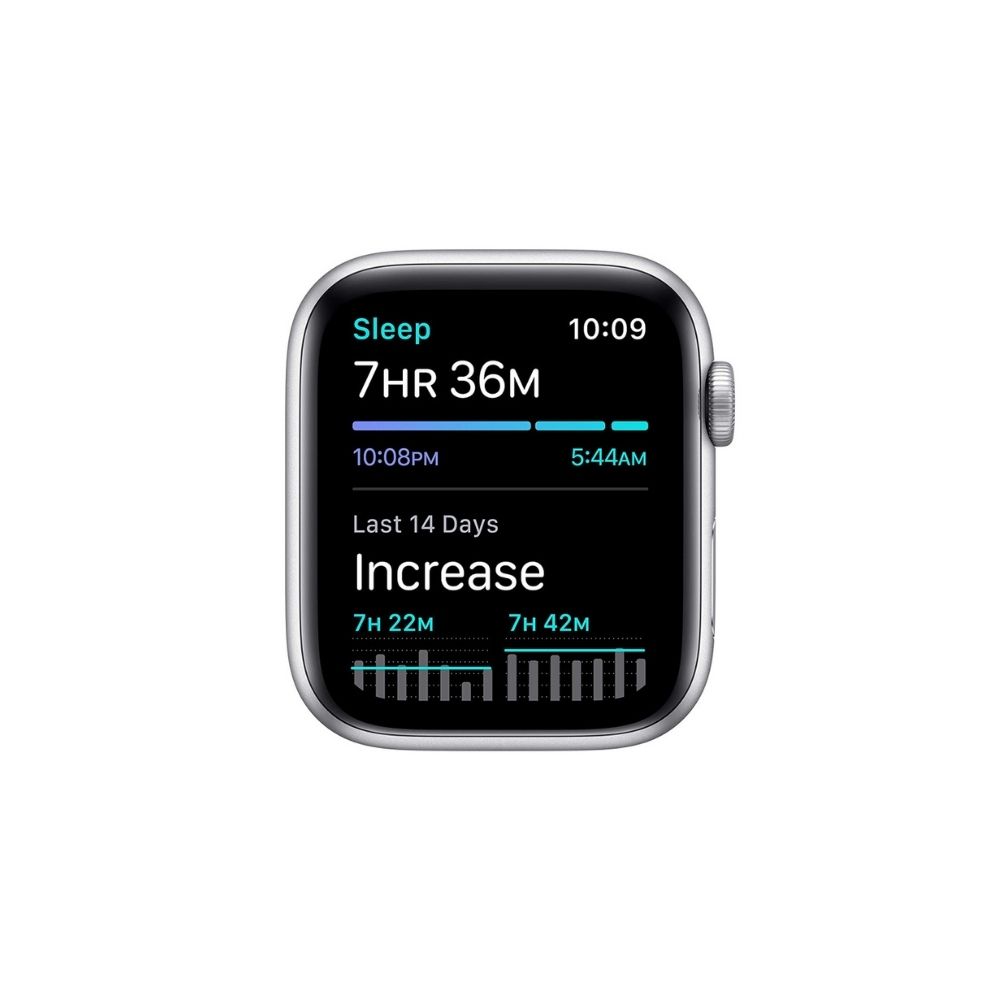 Sleep 10:09
7HR 36M
10:08PM 5:44AM
Last 14 Days
Increase
7H 22M 7H 42M